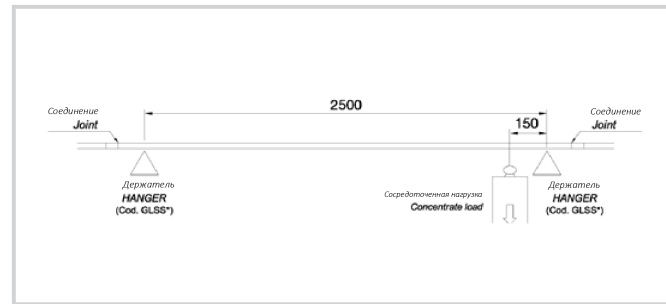 2500
Соединение
Joint
150
Соединение
Joint
Держатель
HANGER
(Cod. GLSS*)
Сосредоточенная нагрузка
Concentrate load
Держатель
HANGER
(Cod. GLSS*)